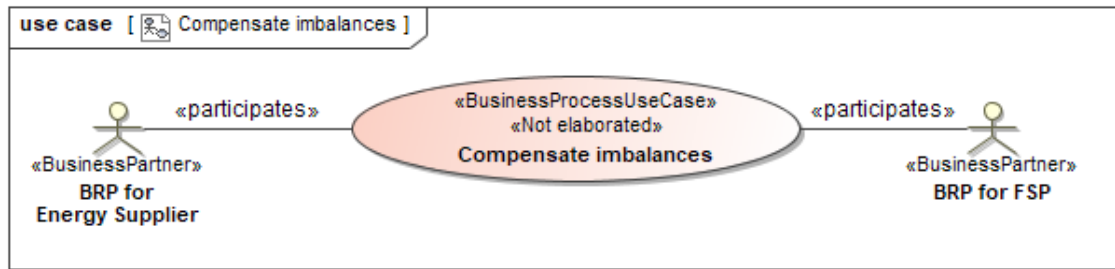 use case [ Compensate imbalances ]
«participates»
«BusinessProcessUseCase»
«Not elaborated»
Compensate imbalances
«participates»
«BusinessPartner»
BRP for
Energy Supplier
«BusinessPartner»
BRP for FSP